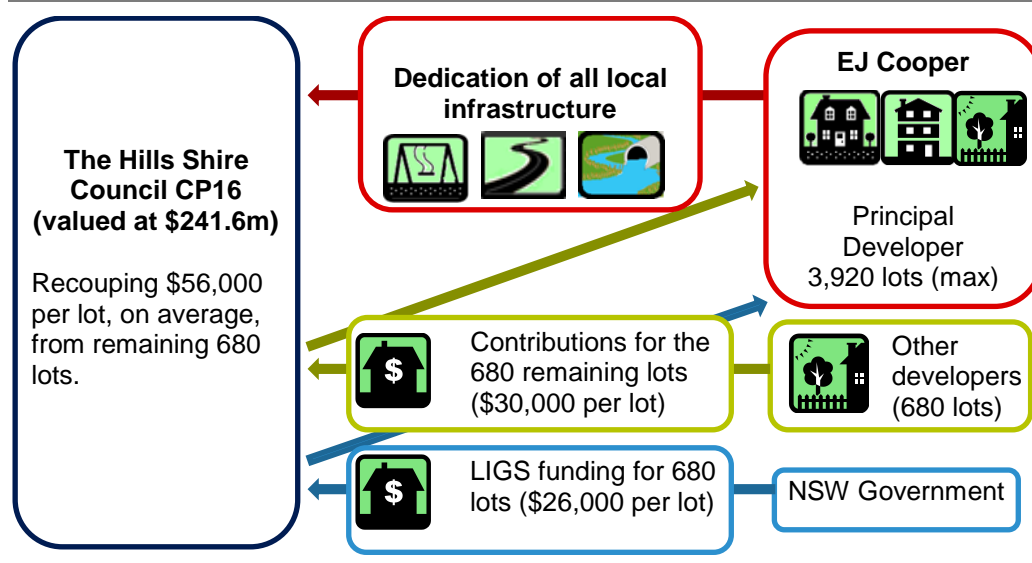 The Hills Shire
Council CP16
(valued at $241.6m)
Recouping $56,000
per lot, on average,
from remaining 680
lots.
Dedication of all local
infrastructure
EJ Cooper
Principal
Developer
3,920 lots (max)
$
Contributions for the
680 remaining lots
($30,000 per lot)
Other
developers
(680 lots)
$
LIGS funding for 680
lots ($26,000 per lot)
NSW Government